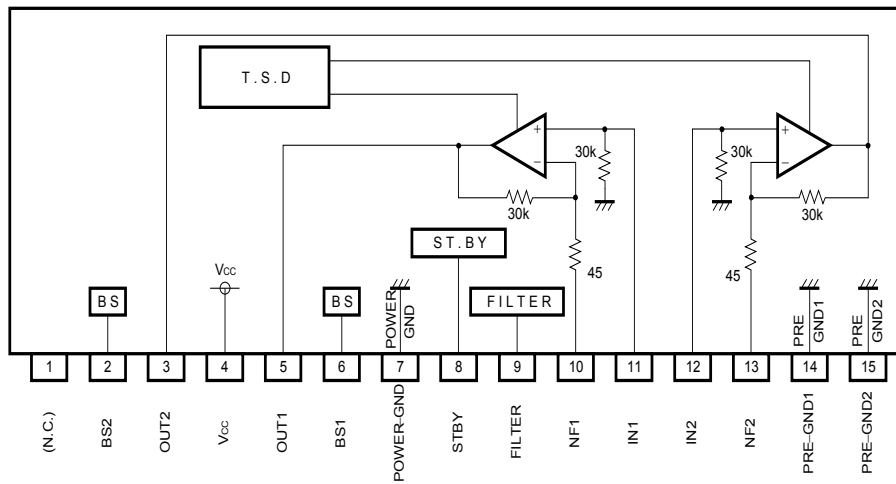 T.S.D
+
−
30k
30k
45
30k
+
−
30k
45
ST.BY
Vcc
BS
BS
POWER
GND
FILTER
PRE
GND1
PRE
GND2
1
2
3
4
5
6
7
8
9
10
11
12
13
14
15
(N.C.)
BS2
OUT2
Vcc
OUT1
BS1
POWER–GND
STBY
FILTER
NF1
IN1
IN2
NF2
PRE–GND1
PRE–GND2